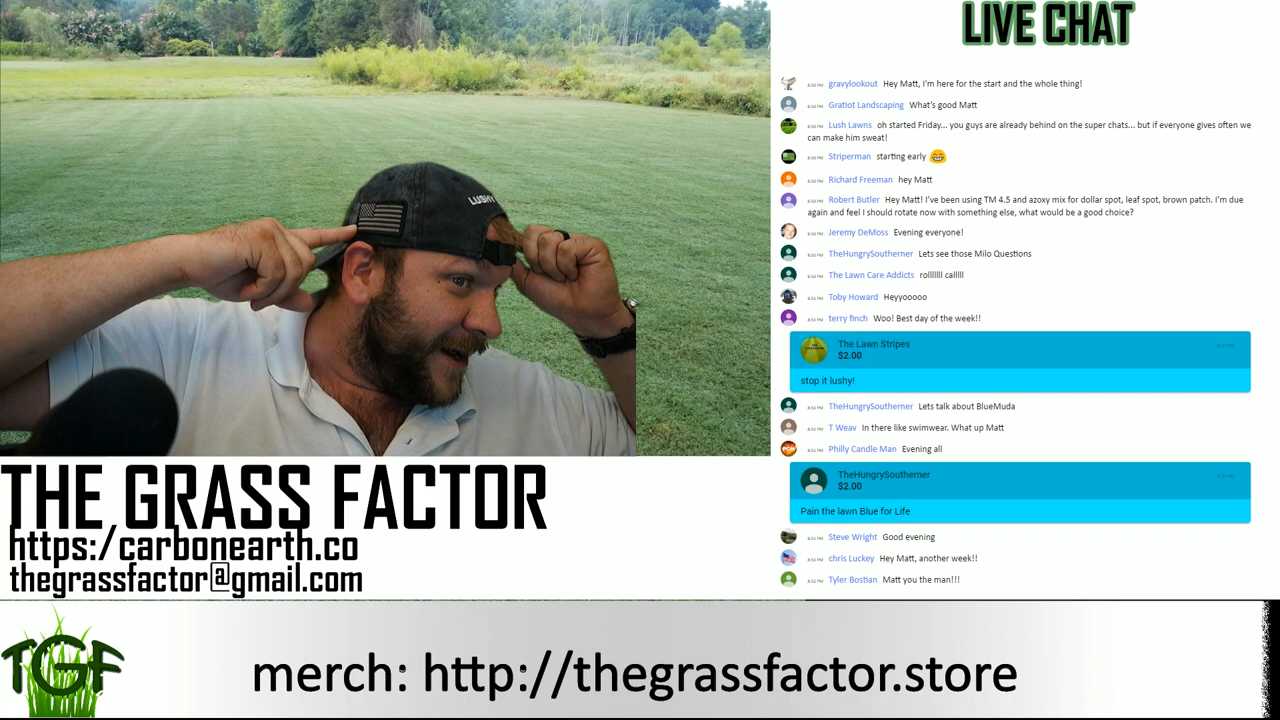 LUSHY
THE GRASS FACTOR
https:/carbonearth.co
thegrassfactor@gmail.com
LIVE CHAT
gravylookout Hey Matt, I'm here for the start and the whole thing!
Gratiot Landscaping What's good Matt
Lush Lawns oh started Friday... you guys are already behind on the super chats... but if everyone gives often we
can make him sweat!
Striperman starting early 😁
Richard Freeman hey Matt
Robert Butler Hey Matt! I've been using TM 4.5 and azoxy mix for dollar spot, leaf spot, brown patch. I'm due
again and feel I should rotate now with something else, what would be a good choice?
Jeremy DeMoss Evening everyone!
TheHungrySoutherner Lets see those Milo Questions
The Lawn Care Addicts rolllllll calllll
Toby Howard Heyyooooo
terry finch Woo! Best day of the week!!
The Lawn Stripes
$2.00
stop it lushy!
TheHungrySoutherner Lets talk about BlueMuda
T Weav In there like swimwear. What up Matt
Philly Candle Man Evening all
TheHungrySoutherner
$2.00
Pain the lawn Blue for Life
Steve Wright Good evening
chris Luckey Hey Matt, another week!!
Tyler Bostian Matt you the man!!!
TGF
merch: http://thegrassfactor.store